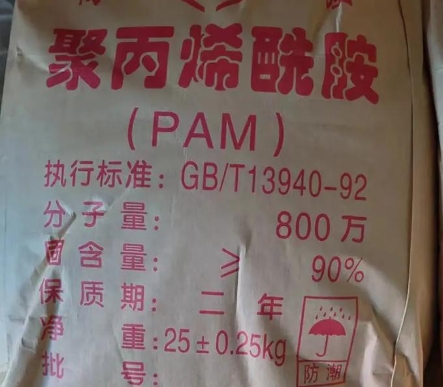 聚丙烯酰胺
(PAM)
执行标准: GB/T13940-92
分子量: 800万
固含量: ≥ 90%
保质期: 二年
净重: 25±0.25kg
批号:
防潮